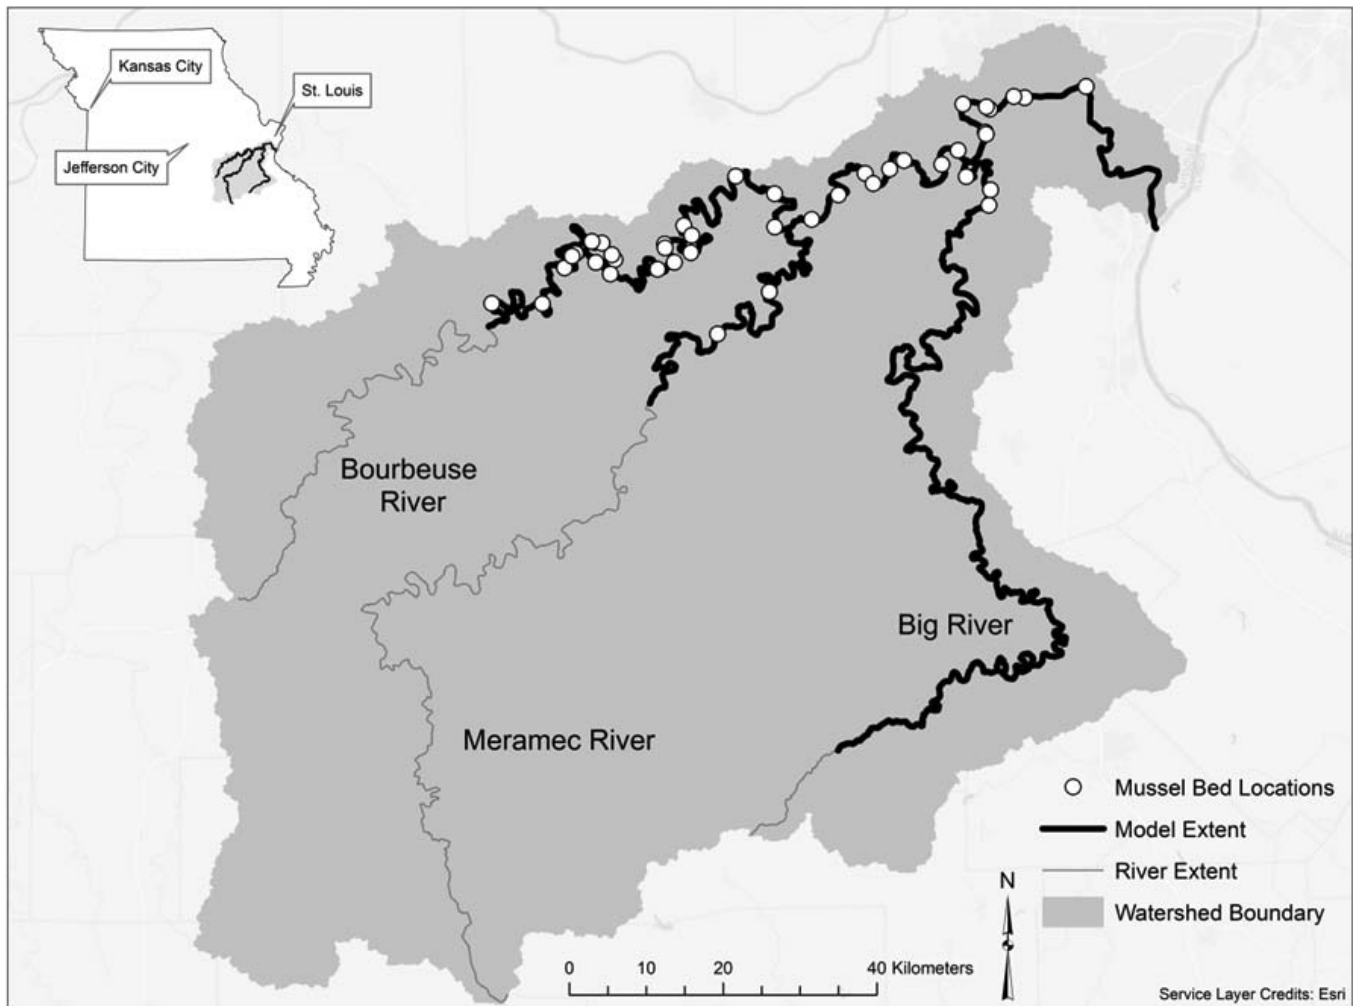 Kansas City
St. Louis
Jefferson City
Bourbeuse
River
Big River
Meramec River
Mussel Bed Locations
Model Extent
River Extent
Watershed Boundary
N
0 10 20 40 Kilometers
Service Layer Credits: Esri